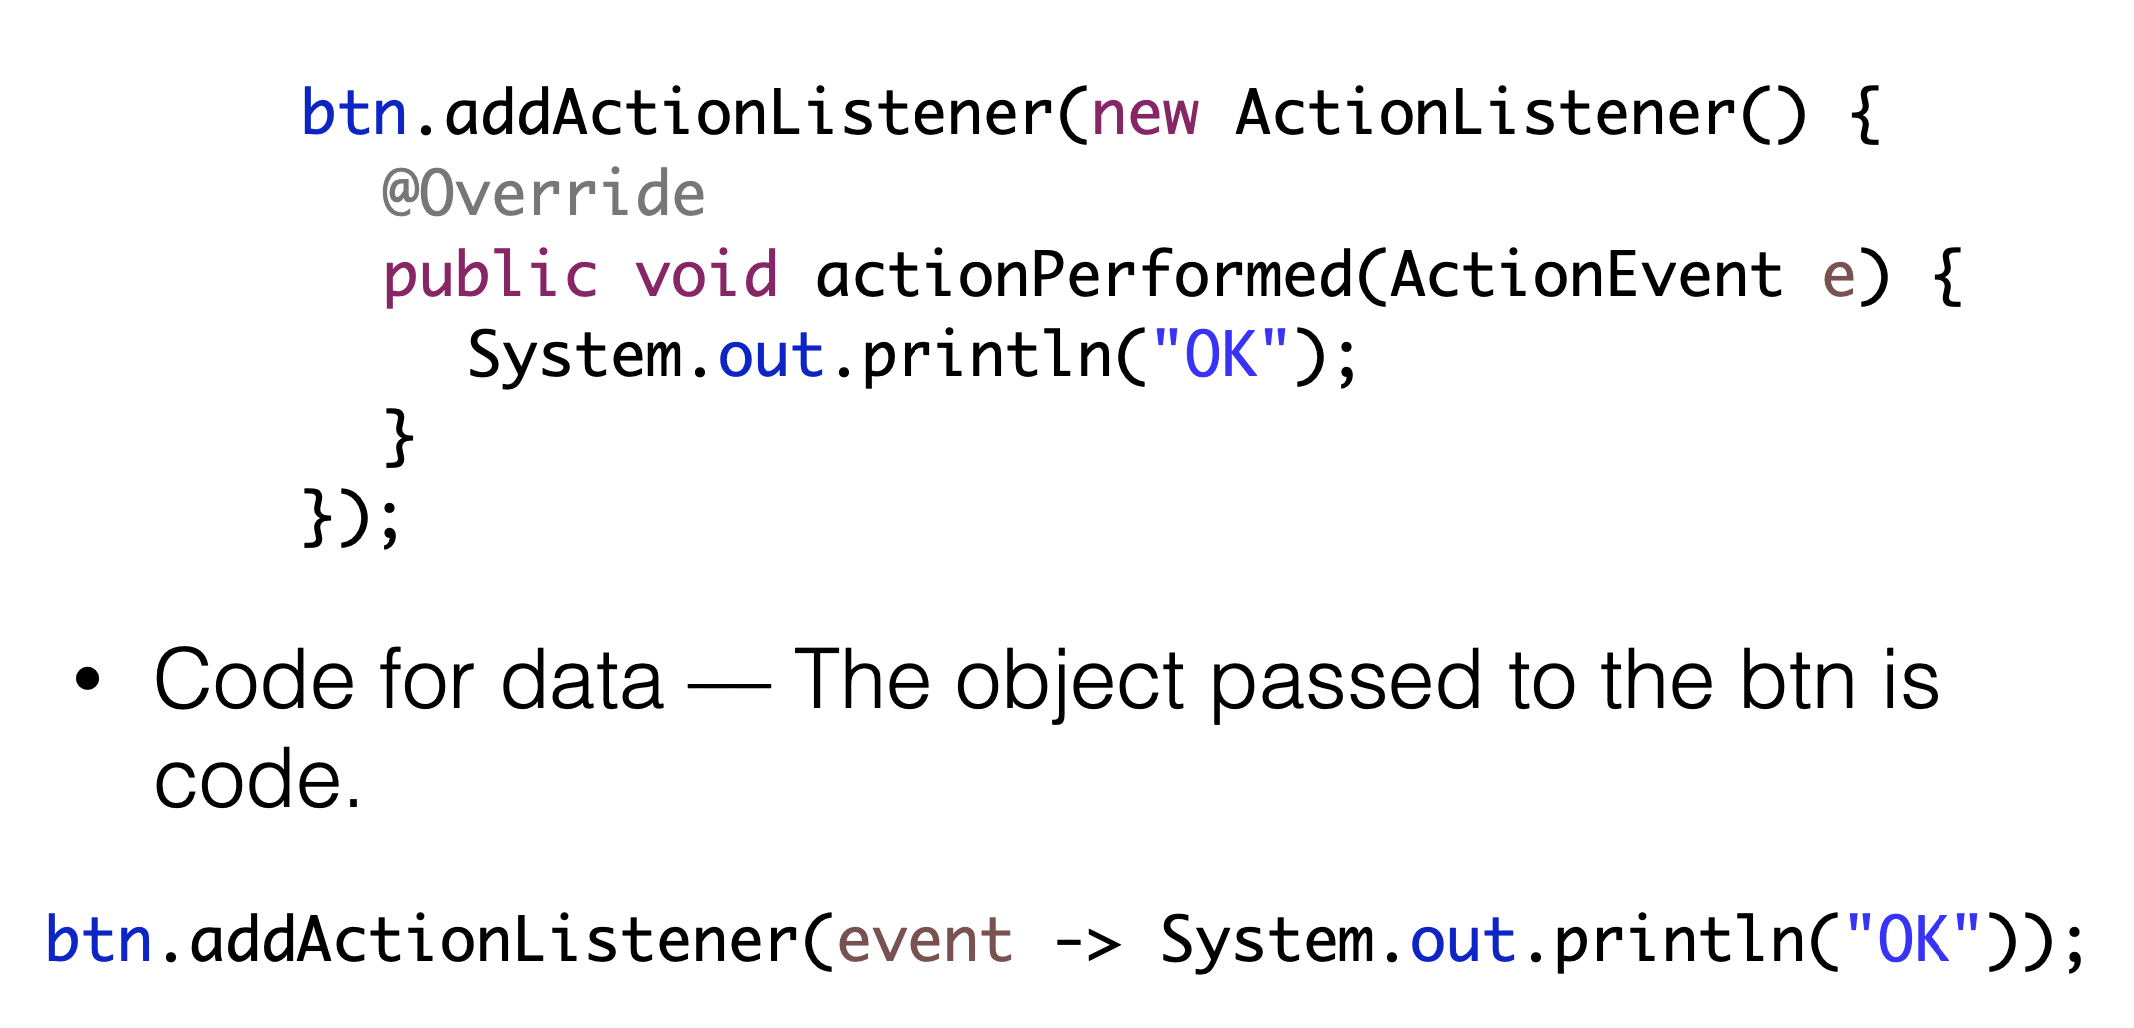 btn.addActionListener(new ActionListener() {
@Override
public void actionPerformed(ActionEvent e) {
System.out.println("OK");
}
});
• Code for data — The object passed to the btn is
code.
btn.addActionListener(event -> System.out.println("OK"));